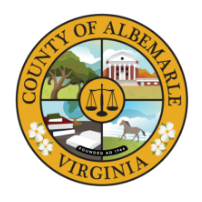 COUNTY OF ALBEMARLE
FOUNDED AD 1744
VIRGINIA